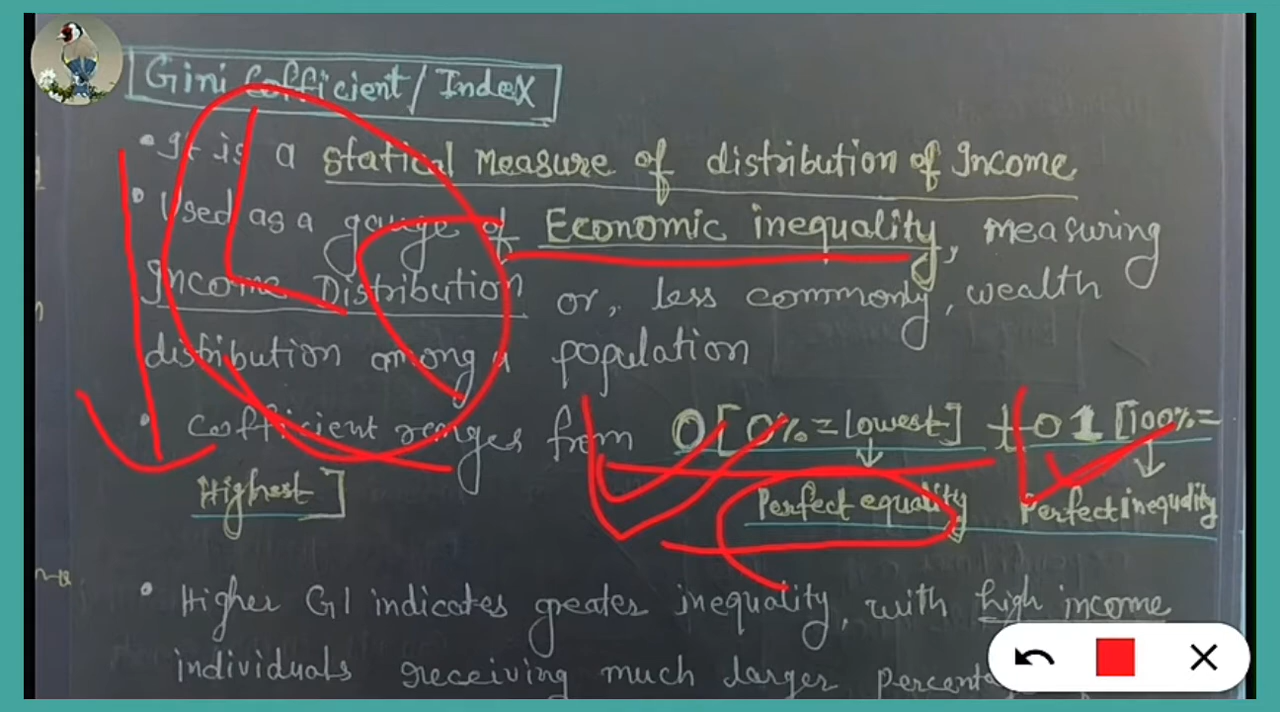 Gini Cofficient / Index
• It is a statical Measure of distribution of Income
• Used as a gauge of Economic inequality, measuring
Income Distribution or, less commonly, wealth
distribution among a population
• Cofficient ranges from 0 [0% = lowest] to 1 [100% =
Highest]
Perfect equality Perfect inequality
• Higher GI indicates greater inequality, with high income
individuals receiving much larger